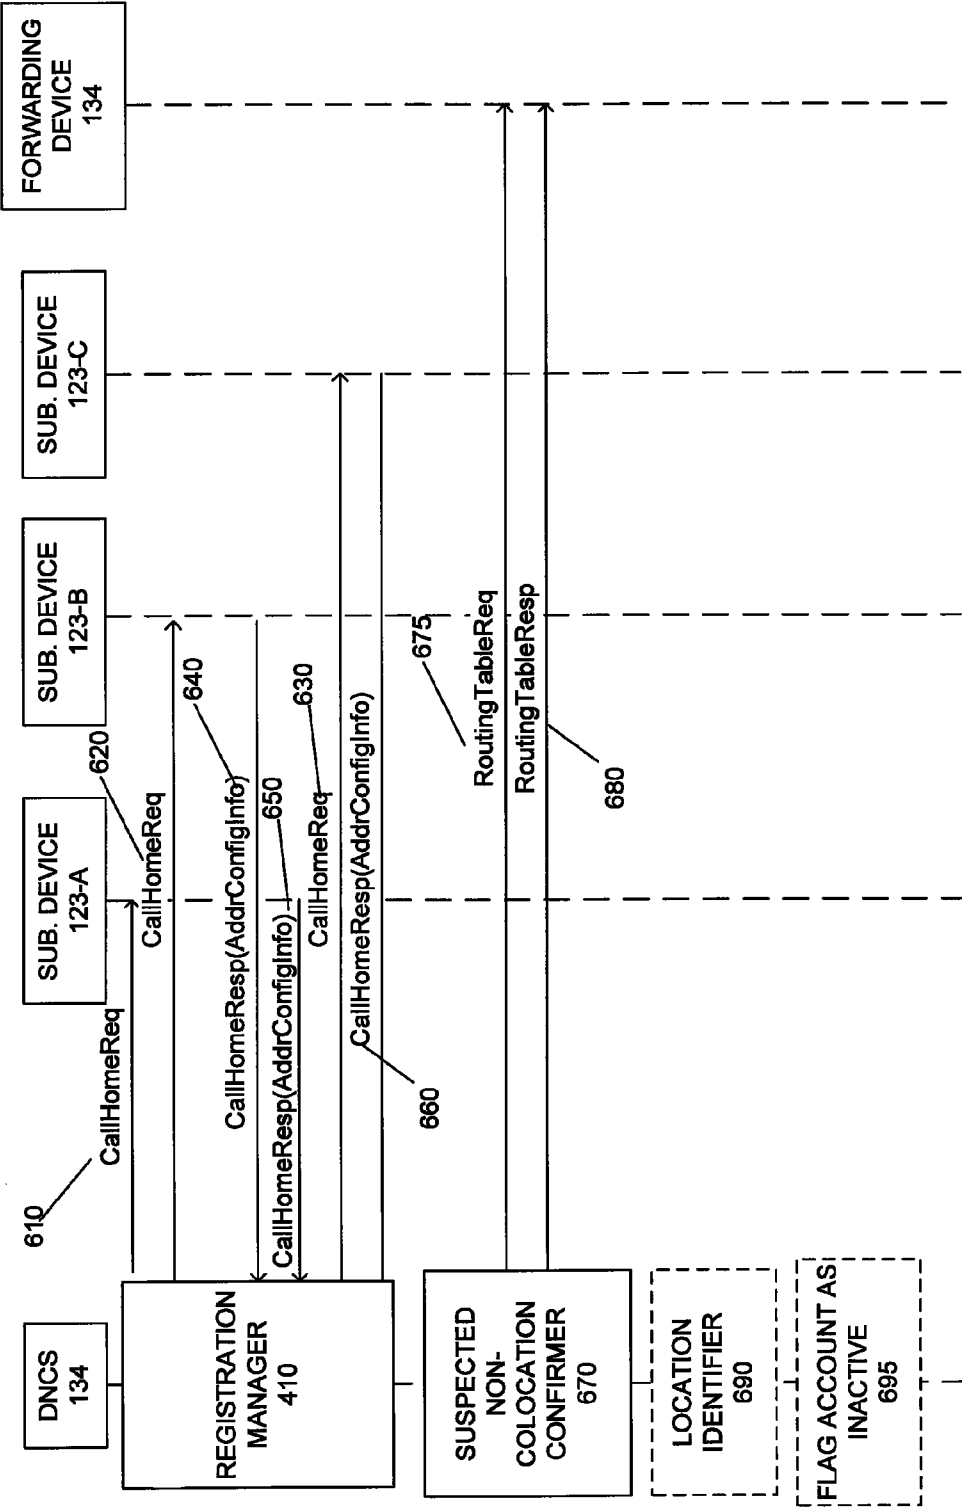 DNCS
134
SUB. DEVICE
123-A
SUB. DEVICE
123-B
SUB. DEVICE
123-C
FORWARDING
DEVICE
134
610
CallHomeReq
620
CallHomeReq
640
CallHomeResp(AddrConfigInfo)
650
CallHomeResp(AddrConfigInfo)
630
CallHomeReq
CallHomeResp(AddrConfigInfo)
660
REGISTRATION
MANAGER
410
675
RoutingTableReq
RoutingTableResp
680
SUSPECTED
NON-
COLOCATION
CONFIRMER
670
LOCATION
IDENTIFIER
690
FLAG ACCOUNT AS
INACTIVE
695